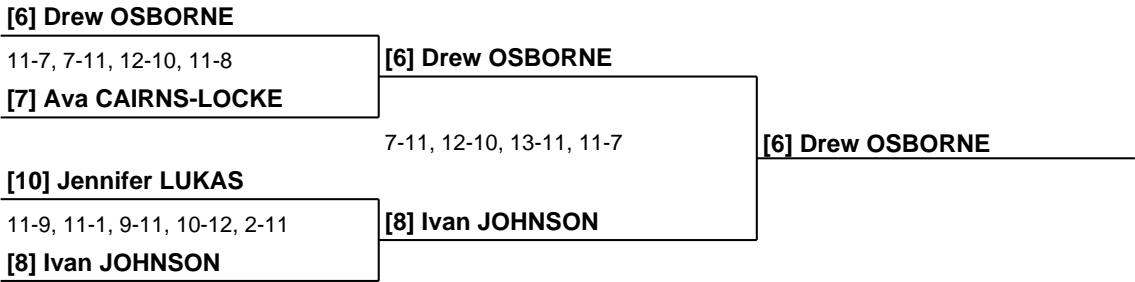 [6] Drew OSBORNE
11-7, 7-11, 12-10, 11-8
[7] Ava CAIRNS-LOCKE
[10] Jennifer LUKAS
11-9, 11-1, 9-11, 10-12, 2-11
[8] Ivan JOHNSON
[6] Drew OSBORNE
7-11, 12-10, 13-11, 11-7
[8] Ivan JOHNSON
[6] Drew OSBORNE